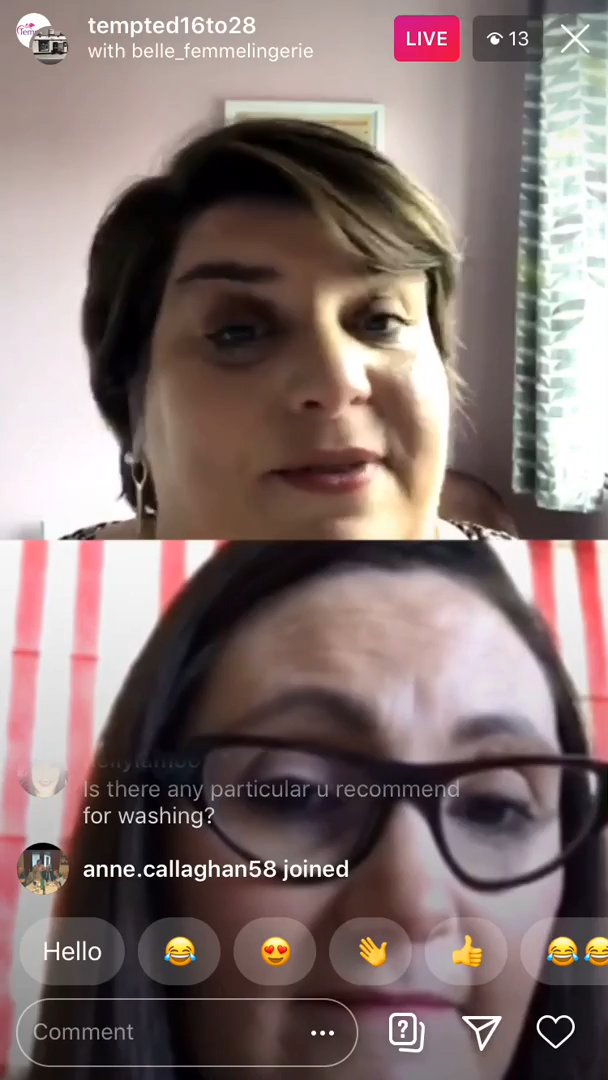 tempted16to28
with belle_femmelingerie
LIVE
13
Is there any particular u recommend
for washing?
anne.callaghan58 joined
Hello
Comment